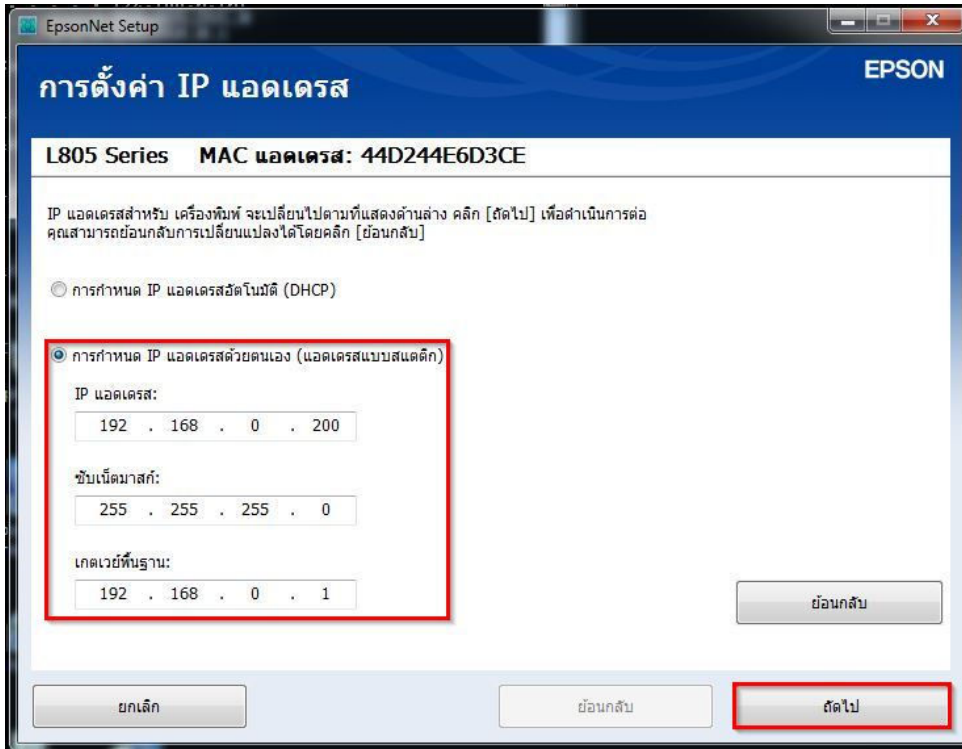 EpsonNet Setup
การตั้งค่า IP แอดเดรส
EPSON
L805 Series MAC แอดเดรส: 44D244E6D3CE
IP แอดเดรสสำหรับ เครื่องพิมพ์ จะเปลี่ยนไปตามที่แสดงด้านล่าง คลิก [ถัดไป] เพื่อดำเนินการต่อ
คุณสามารถย้อนกลับการเปลี่ยนแปลงได้โดยคลิก [ย้อนกลับ]
การกำหนด IP แอดเดรสอัตโนมัติ (DHCP)
การกำหนด IP แอดเดรสด้วยตนเอง (แอดเดรสแบบสแตติก)
IP แอดเดรส:
192 . 168 . 0 . 200
ซับเน็ตมาสก์:
255 . 255 . 255 . 0
เกตเวย์พื้นฐาน:
192 . 168 . 0 . 1
ย้อนกลับ
ยกเลิก
ย้อนกลับ
ถัดไป